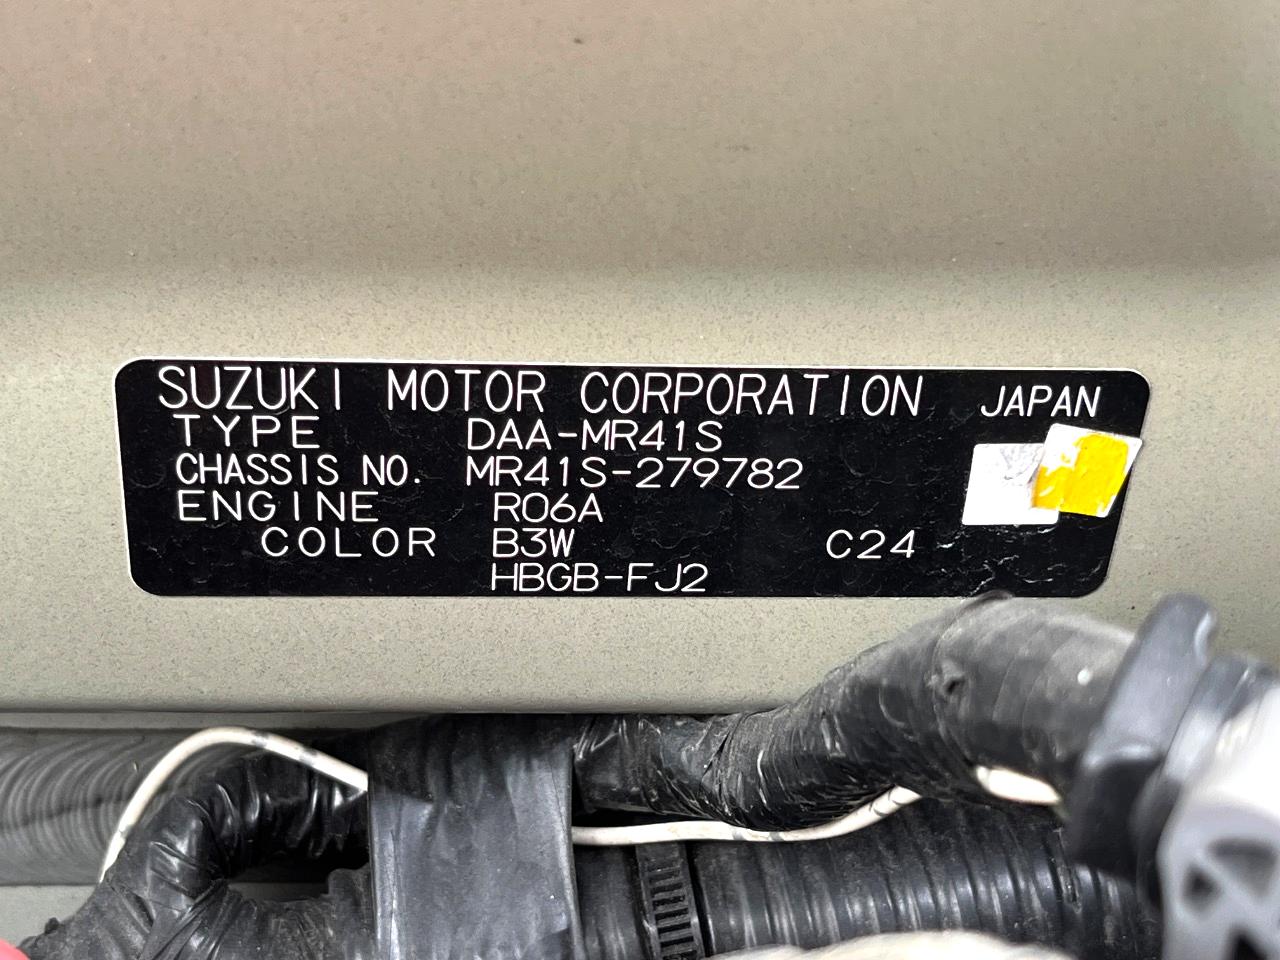 SUZUKI MOTOR CORPORATION JAPAN
TYPE DAA-MR41S
CHASSIS NO. MR41S-279782
ENGINE R06A
COLOR B3W C24
HBGB-FJ2